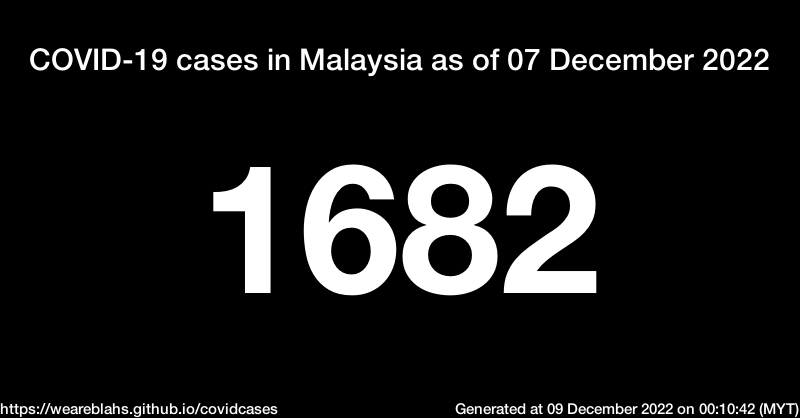 COVID-19 cases in Malaysia as of 07 December 2022
1682
https://weareblahs.github.io/covidcases
Generated at 09 December 2022 on 00:10:42 (MYT)